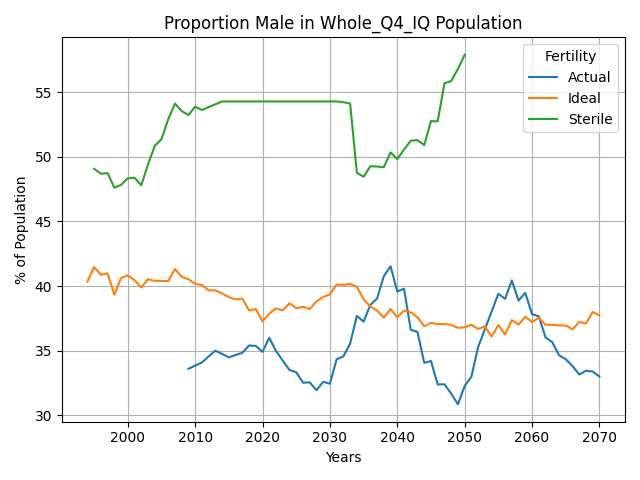 Proportion Male in Whole_Q4_IQ Population
Fertility
Actual
Ideal
Sterile
% of Population
55
50
45
40
35
30
2000 2010 2020 2030 2040 2050 2060 2070
Years